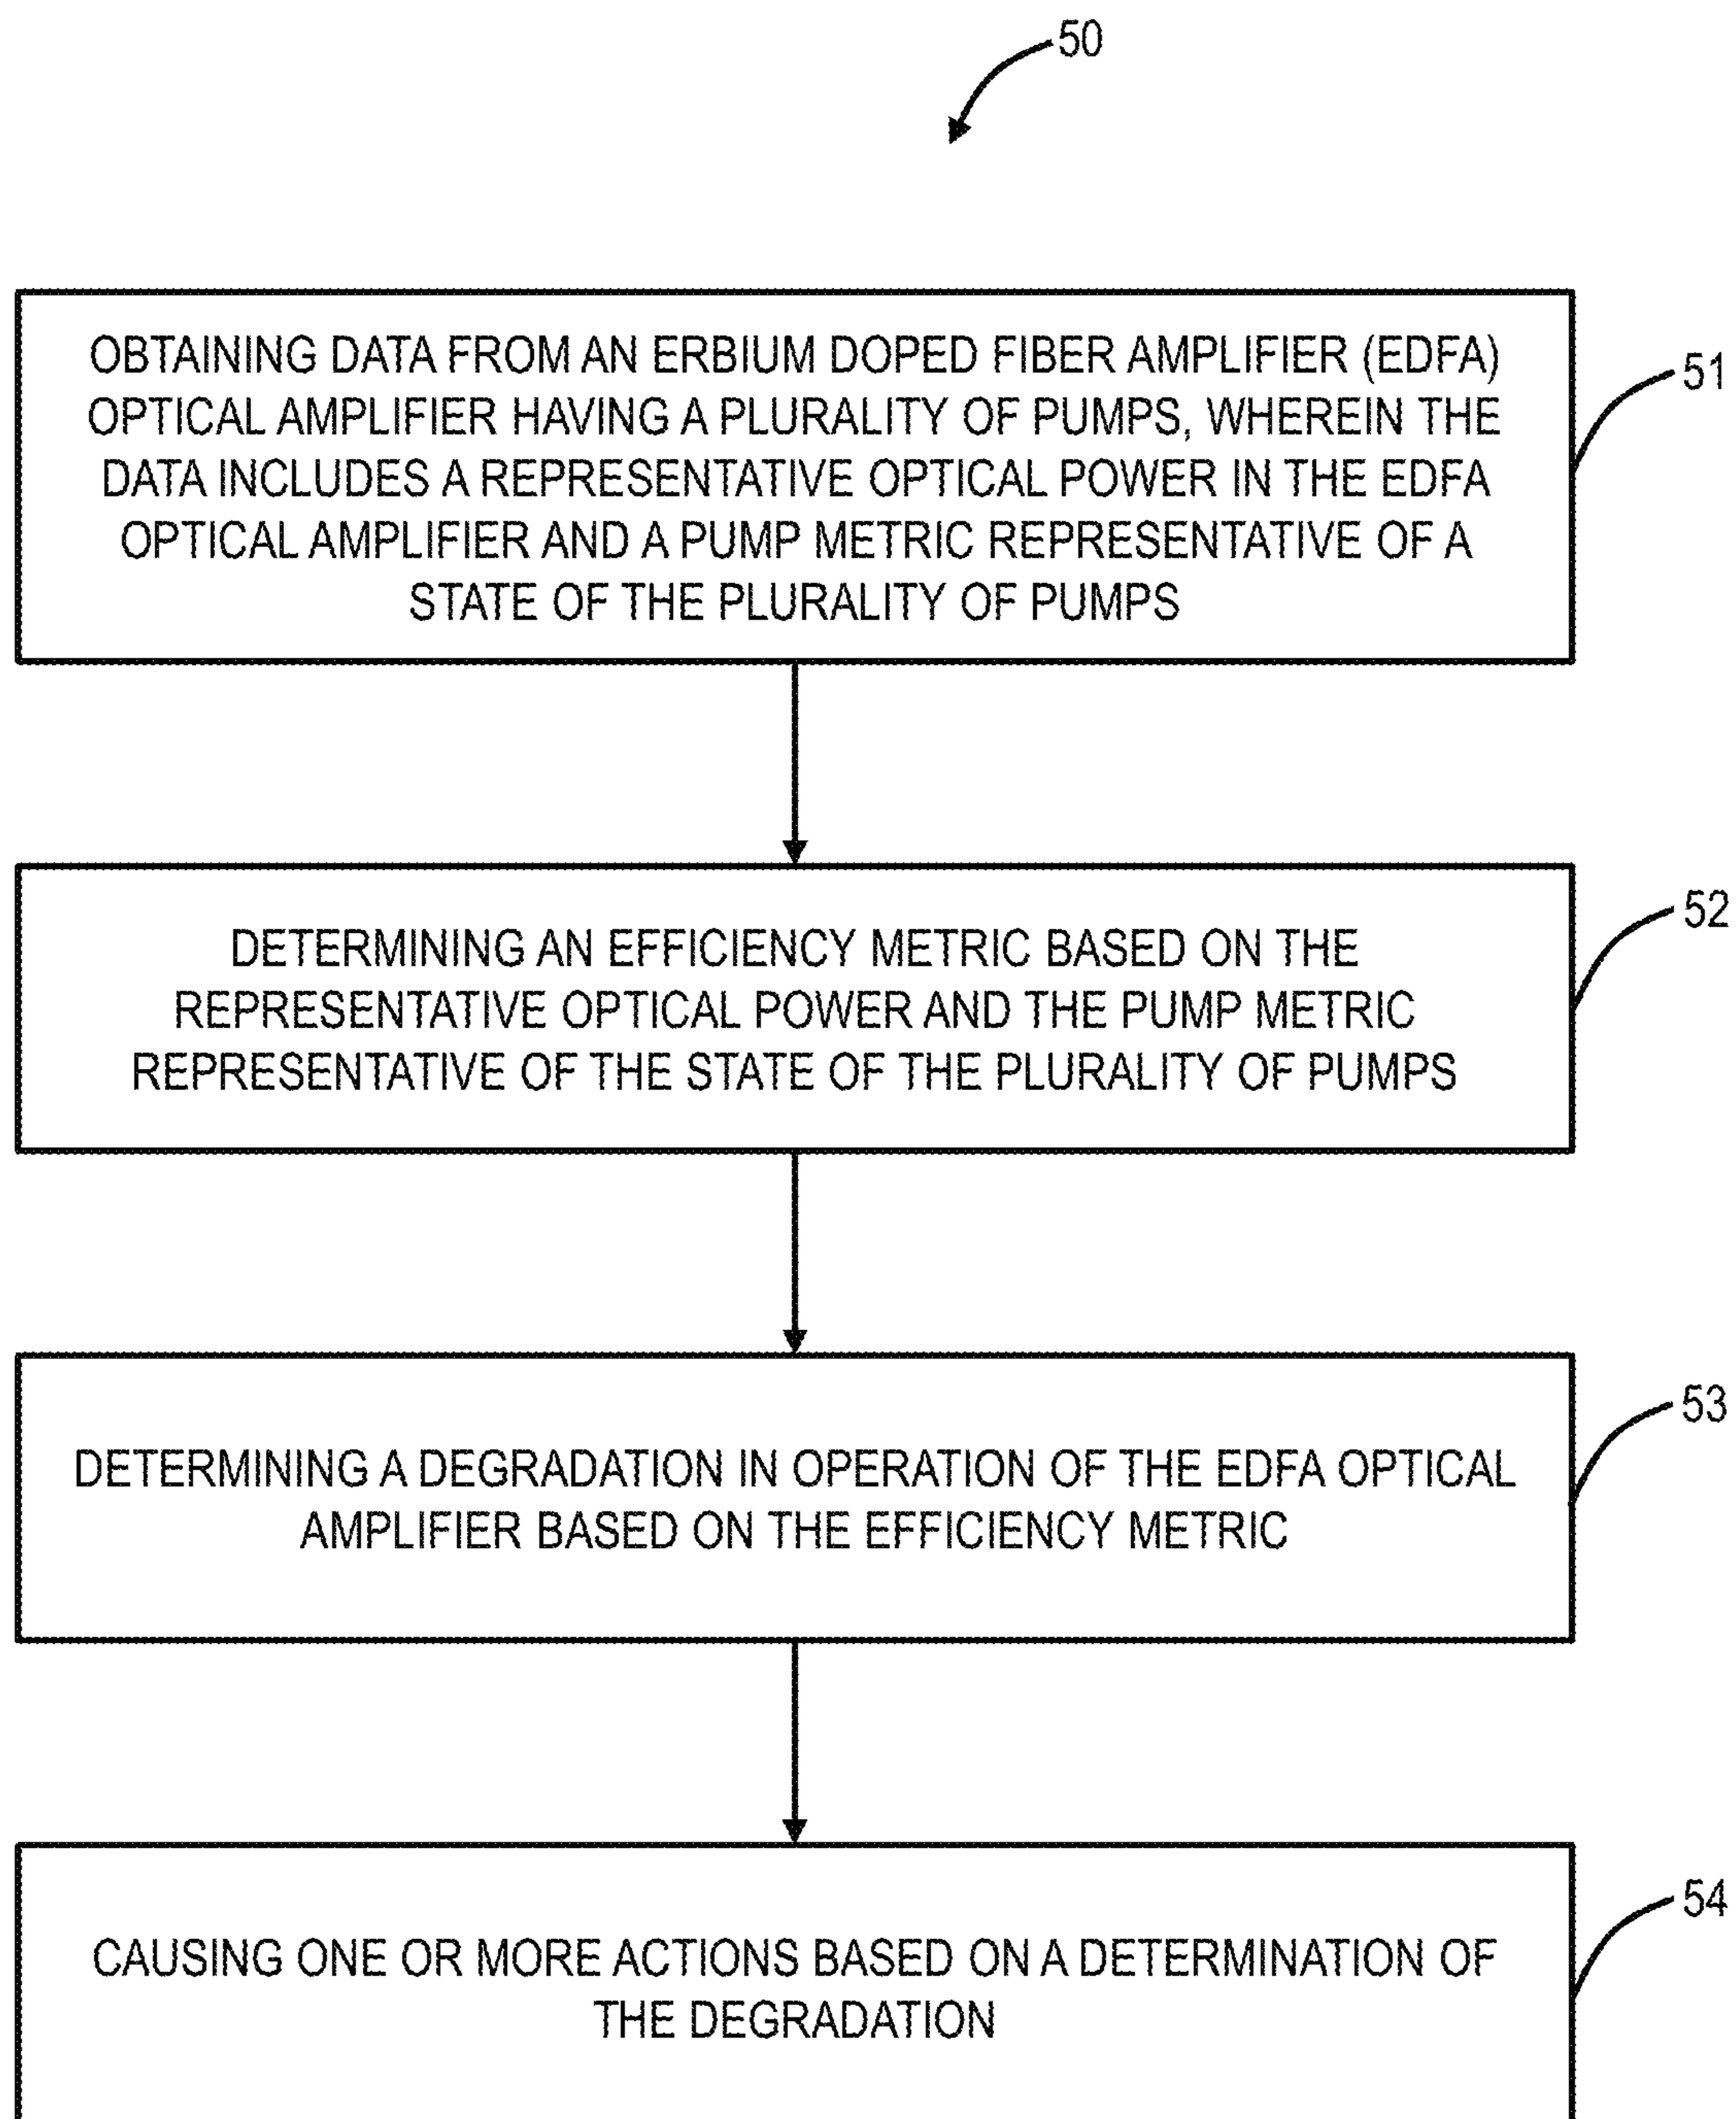 50
OBTAINING DATA FROM AN ERBIUM DOPED FIBER AMPLIFIER (EDFA)
OPTICAL AMPLIFIER HAVING A PLURALITY OF PUMPS, WHEREIN THE
DATA INCLUDES A REPRESENTATIVE OPTICAL POWER IN THE EDFA
OPTICAL AMPLIFIER AND A PUMP METRIC REPRESENTATIVE OF A
STATE OF THE PLURALITY OF PUMPS
51
DETERMINING AN EFFICIENCY METRIC BASED ON THE
REPRESENTATIVE OPTICAL POWER AND THE PUMP METRIC
REPRESENTATIVE OF THE STATE OF THE PLURALITY OF PUMPS
52
DETERMINING A DEGRADATION IN OPERATION OF THE EDFA OPTICAL
AMPLIFIER BASED ON THE EFFICIENCY METRIC
53
CAUSING ONE OR MORE ACTIONS BASED ON A DETERMINATION OF
THE DEGRADATION
54